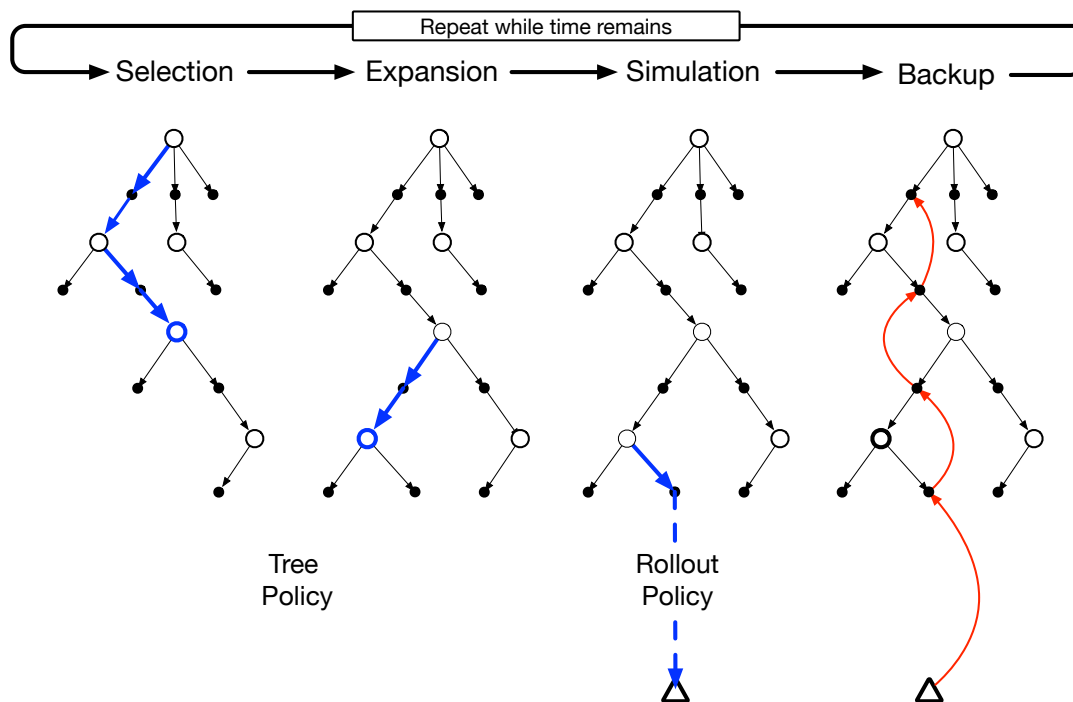 Repeat while time remains
Selection
Expansion
Simulation
Backup
Tree
Policy
Rollout
Policy